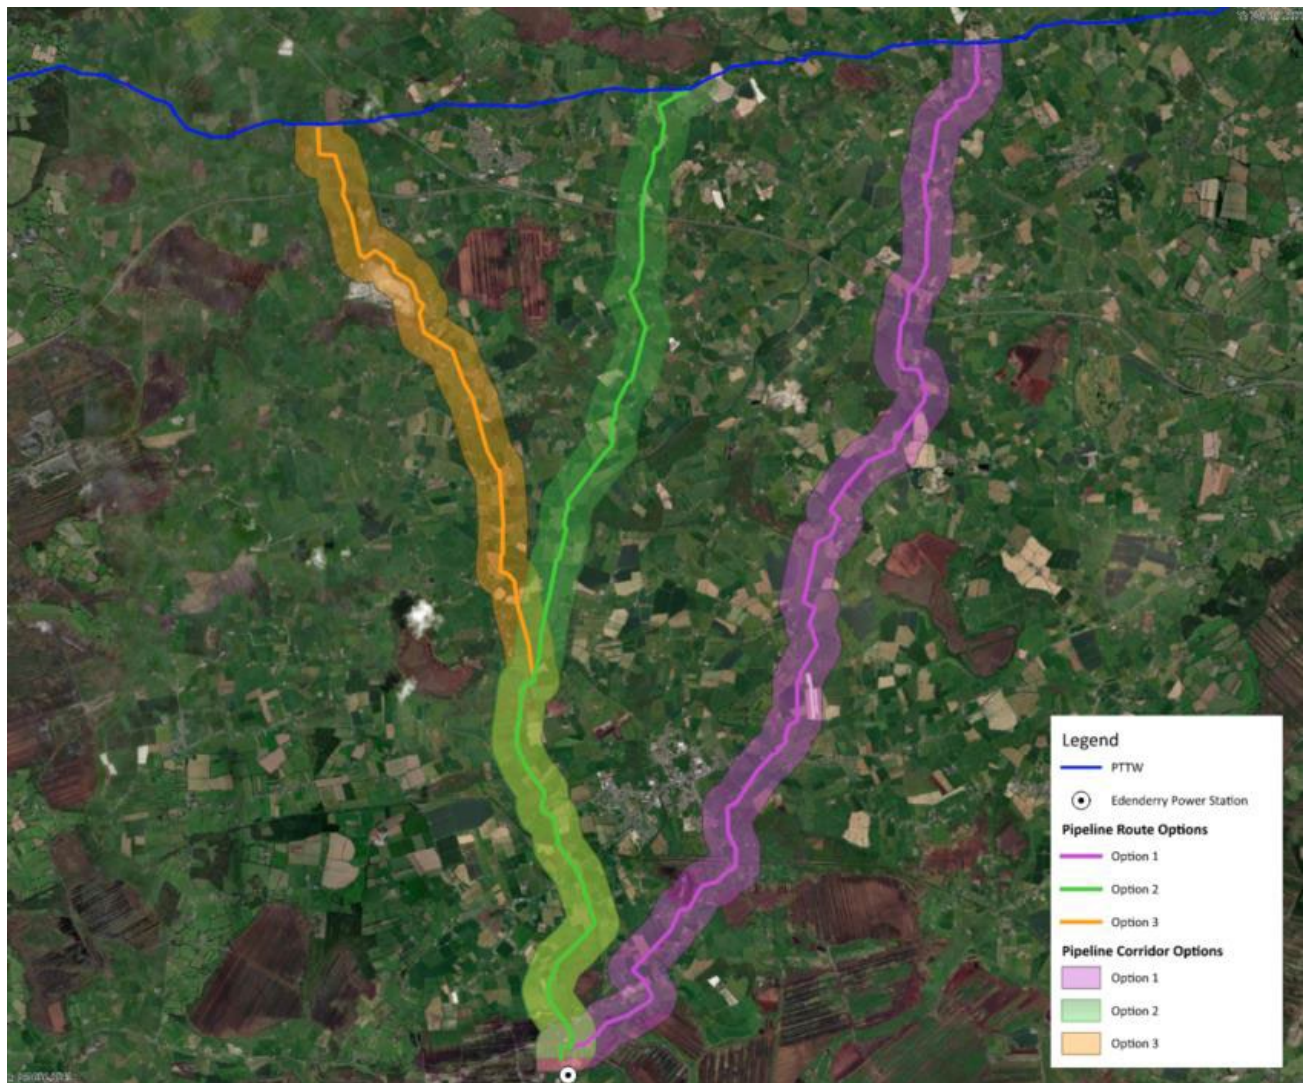 Legend
PTTW
Edenderry Power Station
Pipeline Route Options
Option 1
Option 2
Option 3
Pipeline Corridor Options
Option 1
Option 2
Option 3